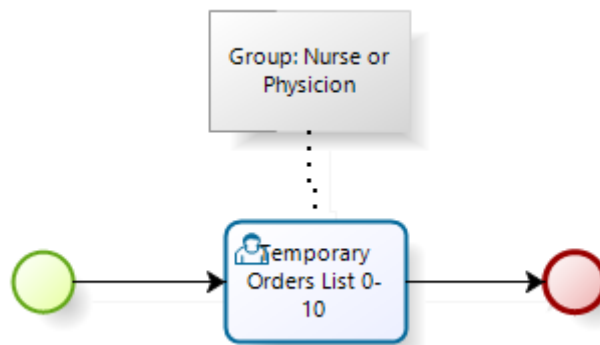 Group: Nurse or
Physicion
Temporary
Orders List 0-
10